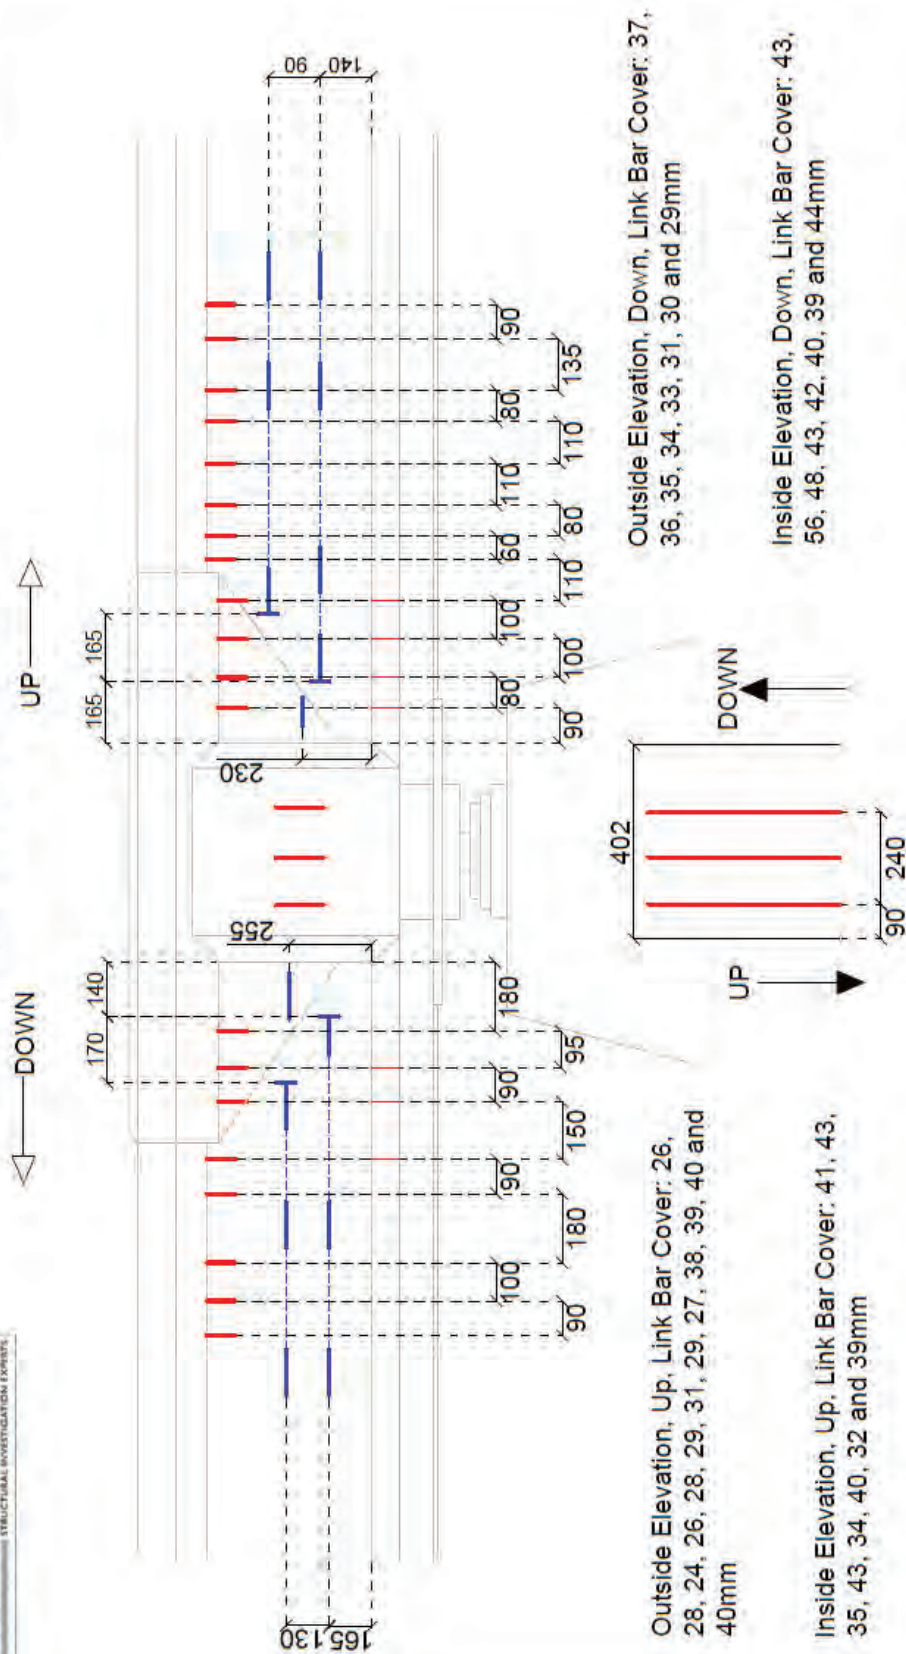 STRUCTURAL INVESTIGATION EXPERTS
DOWN
UP
170
140
165
165
90
140
255
230
165
130
90
100
180
90
150
90
95
180
90
80
100
100
110
60
80
110
110
80
135
90
402
UP
DOWN
90
240
Outside Elevation, Up, Link Bar Cover: 26,
28, 24, 26, 28, 29, 31, 29, 27, 38, 39, 40 and
40mm
Inside Elevation, Up, Link Bar Cover: 41, 43,
35, 43, 34, 40, 32 and 39mm
Outside Elevation, Down, Link Bar Cover: 37,
36, 35, 34, 33, 31, 30 and 29mm
Inside Elevation, Down, Link Bar Cover: 43,
56, 48, 43, 42, 40, 39 and 44mm